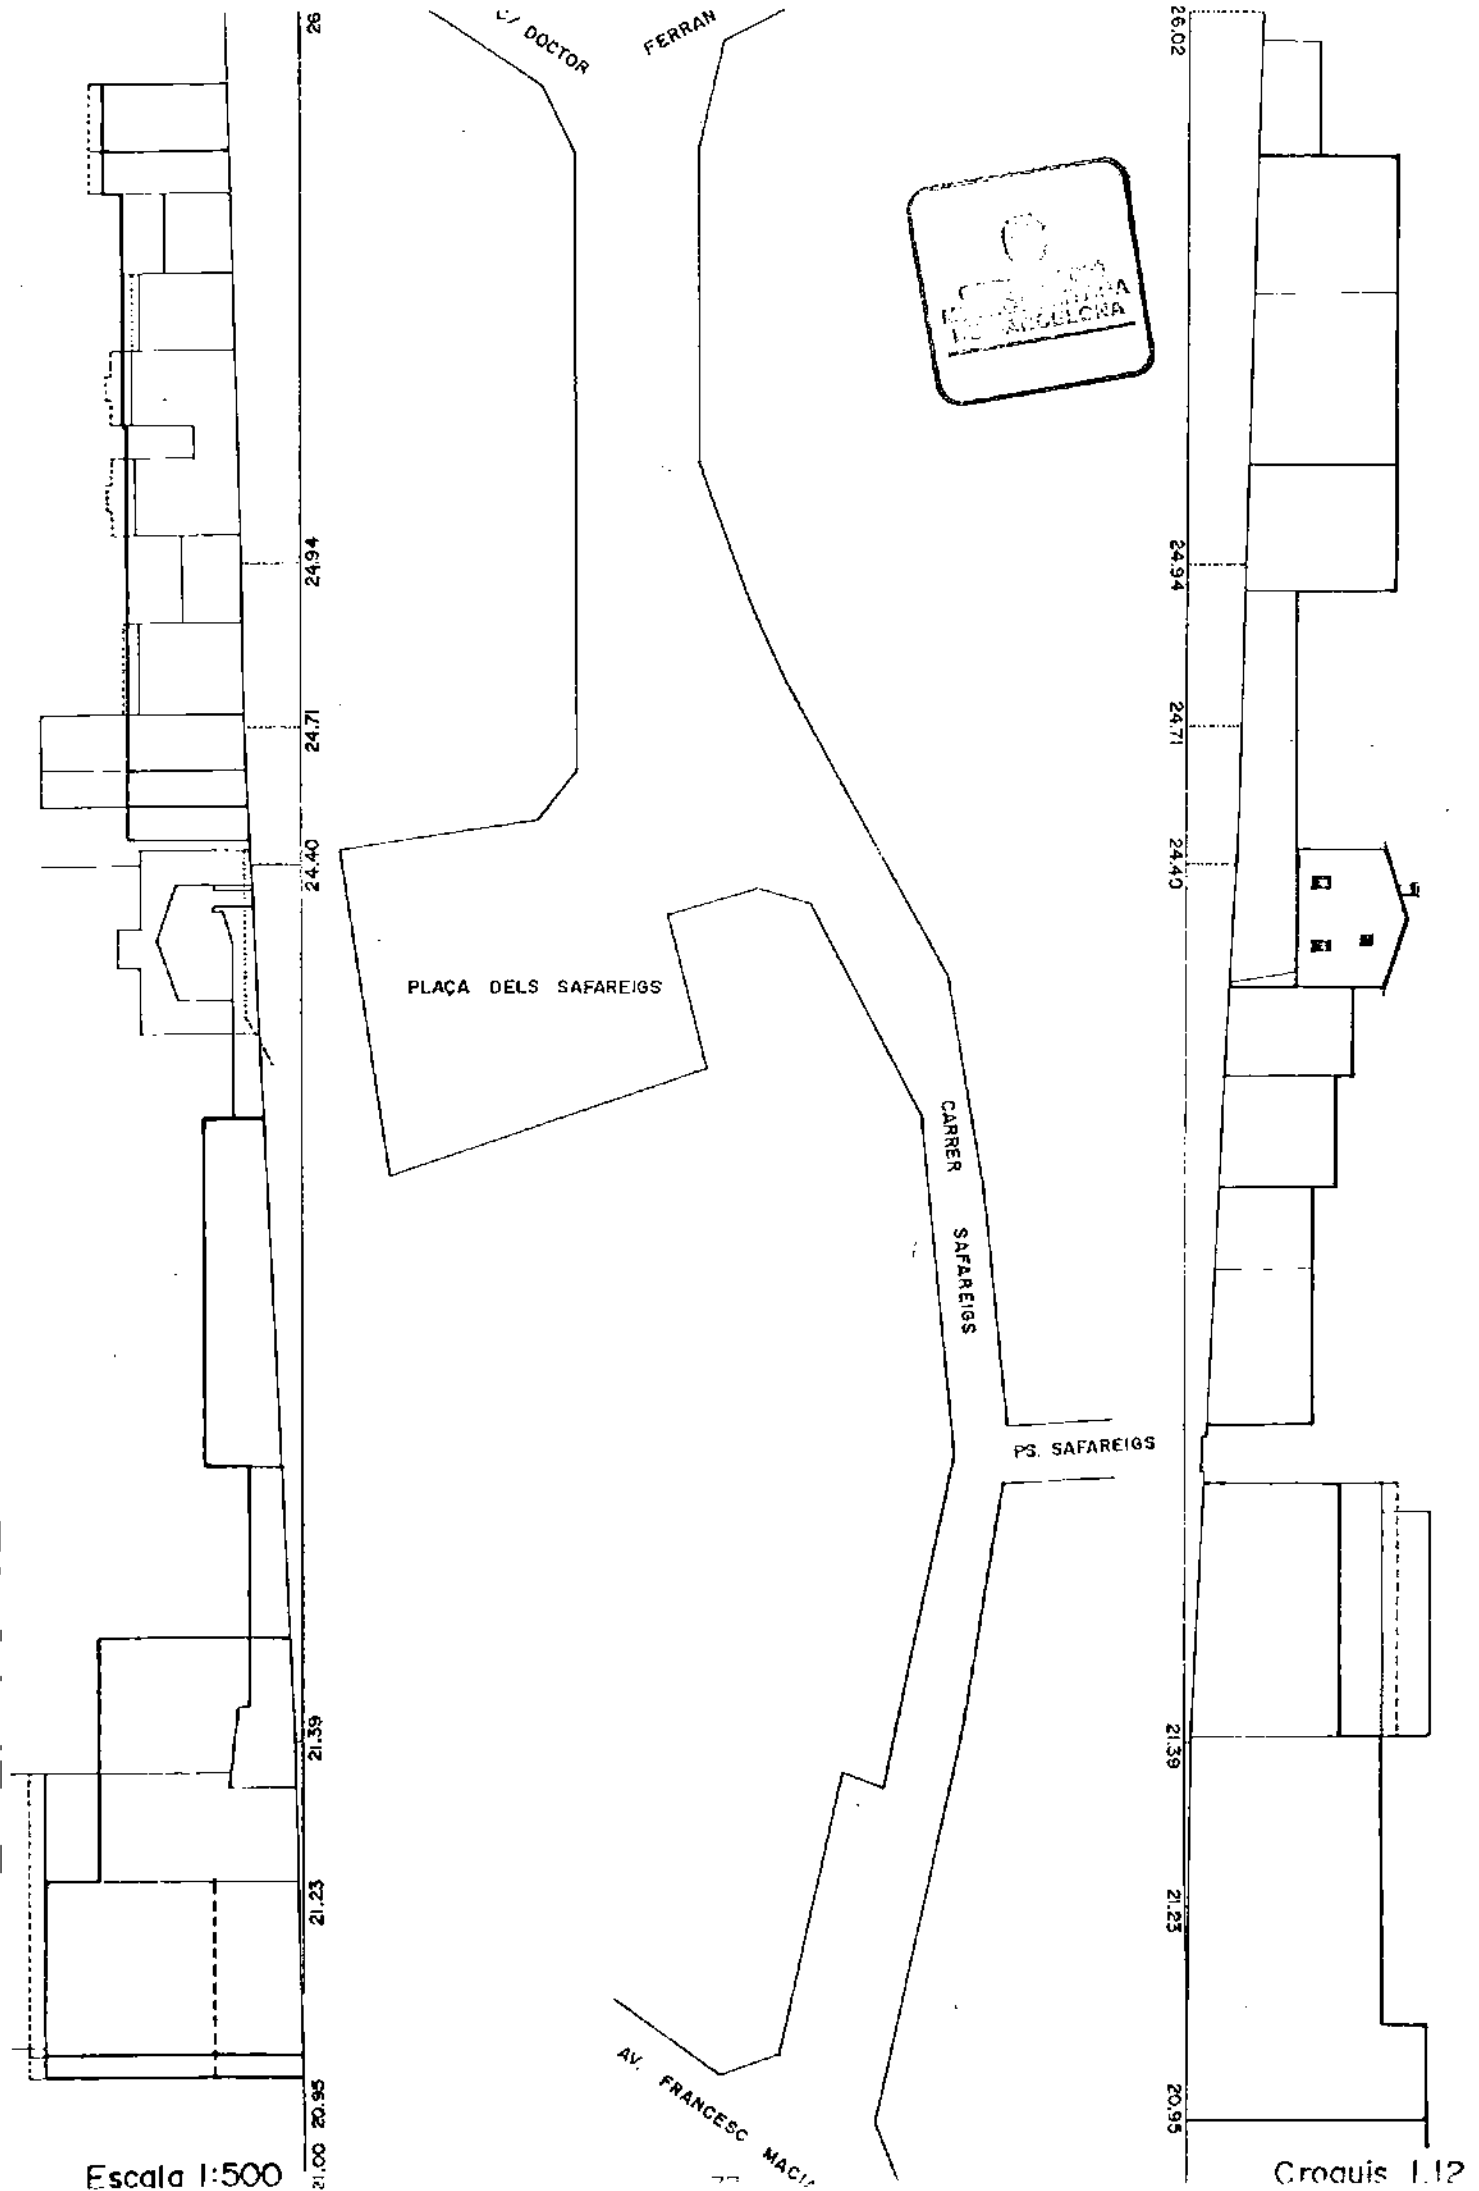 C/ DOCTOR FERRAN
26
26.02
BARCELONA
24.94
24.94
24.71
24.71
24.40
24.40
PLAÇA DELS SAFAREIGS
CARRER SAFAREIGS
PS. SAFAREIGS
21.39
21.39
21.23
21.23
AV. FRANCESC MACIA
20.95
20.95
21.00
Escala 1:500
77
Croquis 1.12